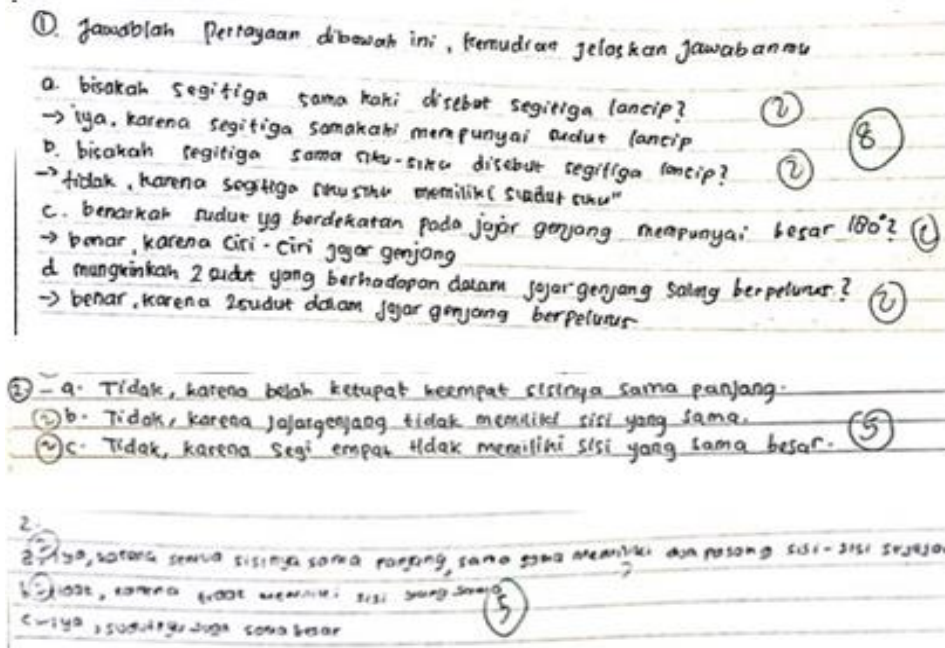 ①. Jawablah Pertayaan dibawah ini, kemudian jelaskan Jawabanmu
a. bisakah segitiga sama kaki disebut segitiga lancip? ②
→ iya, karena segitiga samakaki mempunyai sudut lancip ⑧
b. bisakah segitiga sama siku-siku disebut segitiga lancip? ②
→ tidak, karena segitiga siku siku memiliki sudut siku"
c. benarkah sudut yg berdekatan pada jajar genjang mempunyai besar 180°?
→ benar, karena ciri-ciri jajar genjang
d mungkinkah 2 sudut yang berhadapan dalam jajar genjang saling berpelurus? ②
→ benar, karena 2 sudut dalam jajar genjang berpelurus
② - a. Tidak, karena belah ketupat keempat sisinya sama panjang.
② b. Tidak, karena jajargenjang tidak memiliki sisi yang sama. ⑤
② c. Tidak, karena segi empat tidak memiliki sisi yang sama besar.
2.
a. iya, karena semua sisinya sama panjang, sama sama memiliki dua pasang sisi-sisi sejajar
b. tidak, karena tidak memiliki sisi yang sama ⑤
c - iya, sudutnya juga sama besar